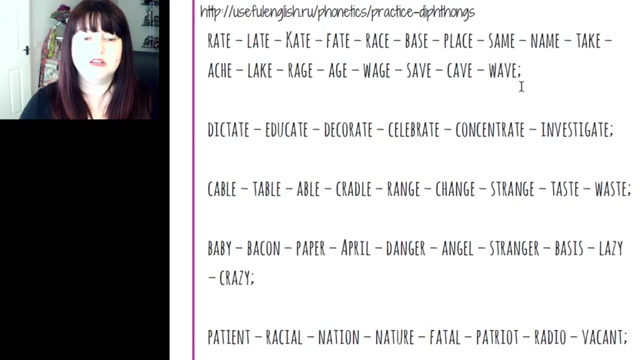 http://usefulenglish.ru/phonetics/practice-diphthongs
rate – late – Kate – fate – race – base – place – same – name – take –
ache – lake – rage – age – wage – save – cave – wave;
dictate – educate – decorate – celebrate – concentrate – investigate;
cable – table – able – cradle – range – change – strange – taste – waste;
baby – bacon – paper – April – danger – angel – stranger – basis – lazy
– crazy;
patient – racial – nation – nature – fatal – patriot – radio – vacant;